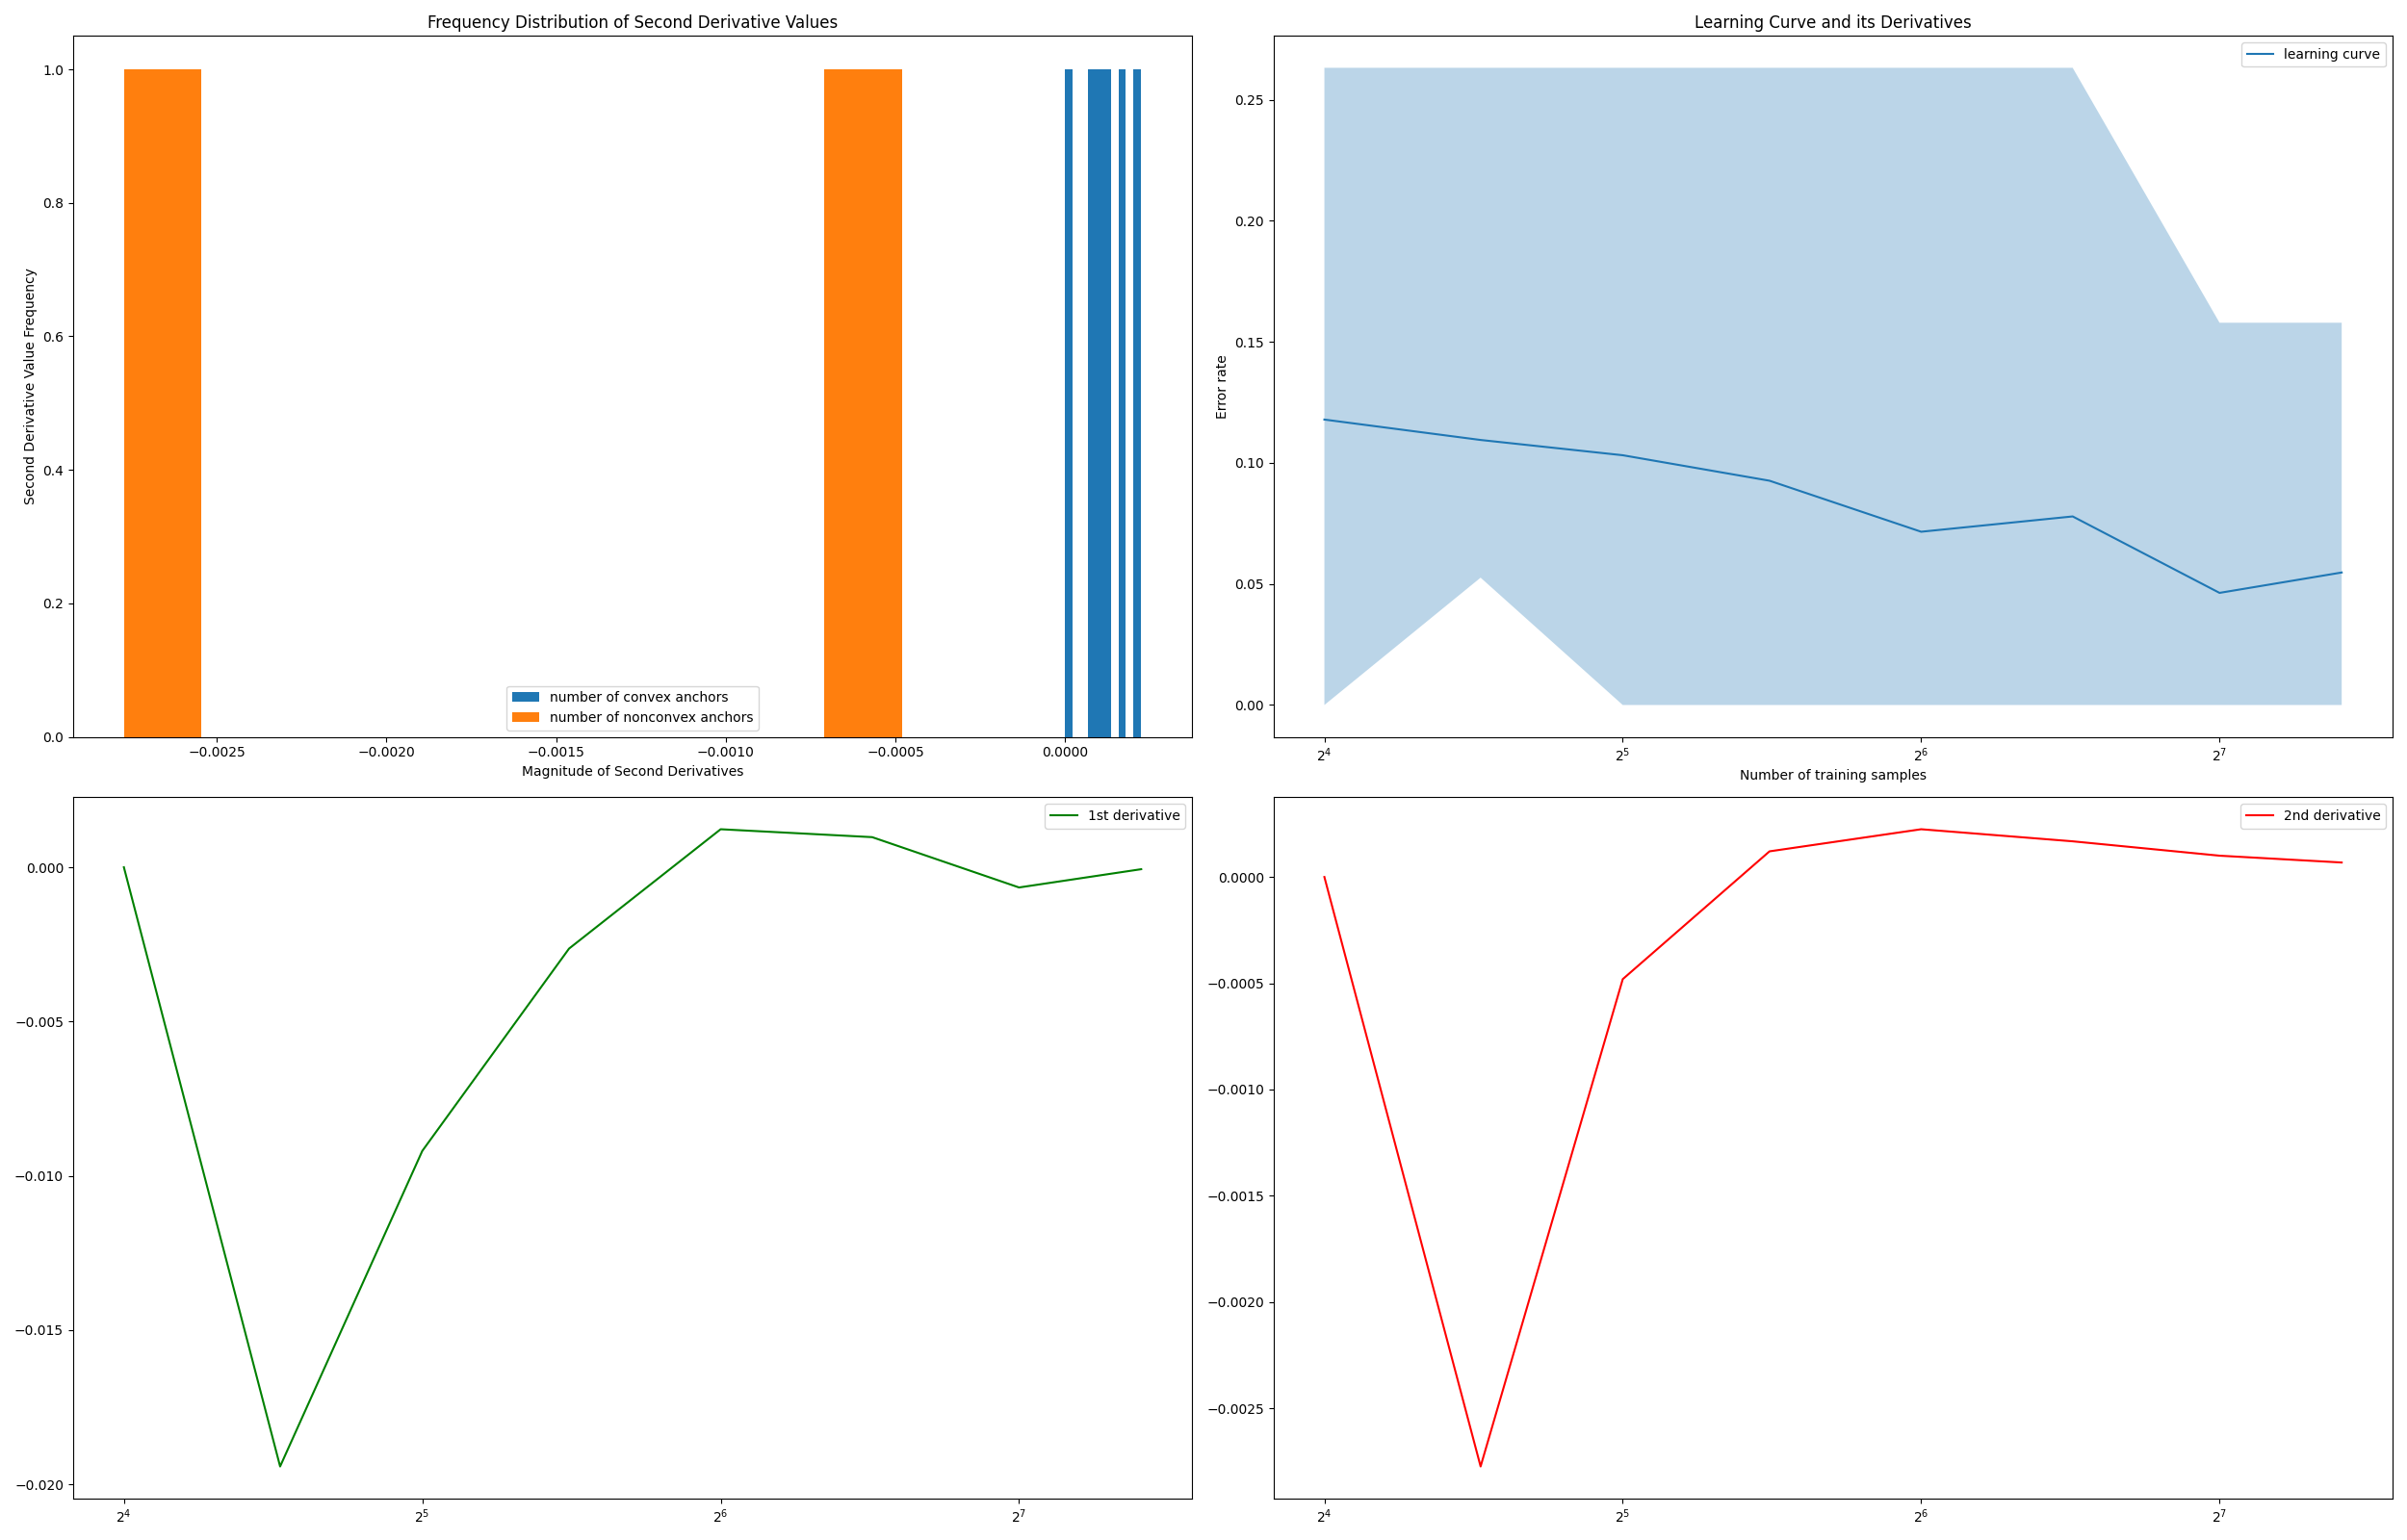 Frequency Distribution of Second Derivative Values
Second Derivative Value Frequency
1.0
0.8
0.6
0.4
0.2
0.0
number of convex anchors
number of nonconvex anchors
−0.0025 −0.0020 −0.0015 −0.0010 −0.0005 0.0000
Magnitude of Second Derivatives
Learning Curve and its Derivatives
learning curve
Error rate
0.25
0.20
0.15
0.10
0.05
0.00
2⁴ 2⁵ 2⁶ 2⁷
Number of training samples
1st derivative
0.000
−0.005
−0.010
−0.015
−0.020
2⁴ 2⁵ 2⁶ 2⁷
2nd derivative
0.0000
−0.0005
−0.0010
−0.0015
−0.0020
−0.0025
2⁴ 2⁵ 2⁶ 2⁷